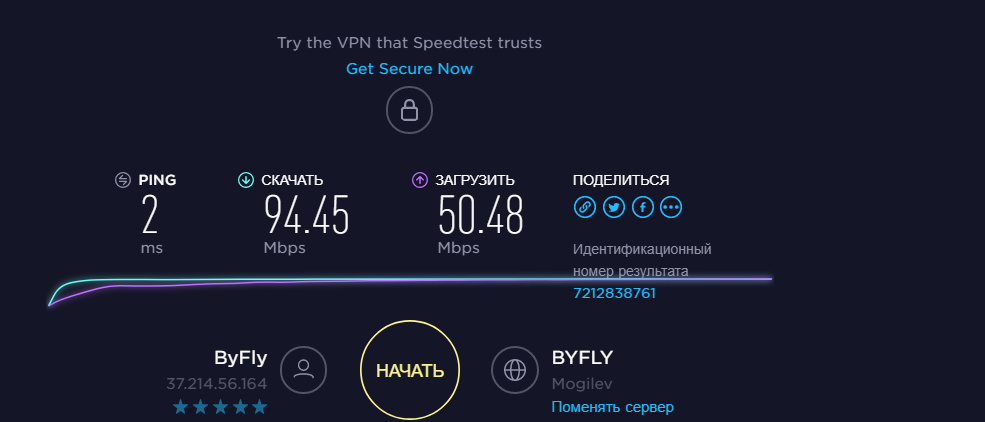 Try the VPN that Speedtest trusts
Get Secure Now
PING
2
ms
СКАЧАТЬ
94.45
Mbps
ЗАГРУЗИТЬ
50.48
Mbps
ПОДЕЛИТЬСЯ
Идентификационный
номер результата
7212838761
ByFly
37.214.56.164
НАЧАТЬ
BYFLY
Mogilev
Поменять сервер